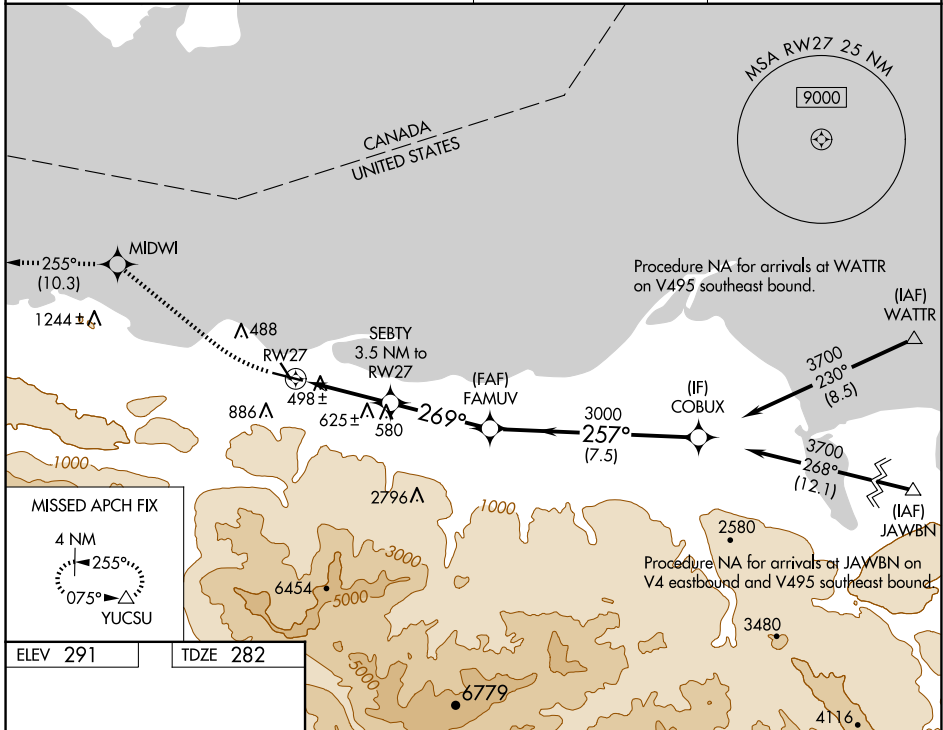 MSA RW27 25 NM
9000
CANADA
UNITED STATES
MIDWI
255°
(10.3)
1244 ±
488
RW27
SEBTY
3.5 NM to
RW27
498 ±
886
625 ±
580
269°
(FAF)
FAMUV
3000
257°
(7.5)
(IF)
COBUX
Procedure NA for arrivals at WATTR
on V495 southeast bound.
(IAF)
WATTR
3700
230°
(8.5)
3700
268°
(12.1)
(IAF)
JAWBN
1000
2796
1000
2580
Procedure NA for arrivals at JAWBN on
V4 eastbound and V495 southeast bound.
MISSED APCH FIX
4 NM
255°
075°
YUCSU
3000
6454
5000
3480
5000
6779
4116
ELEV 291
TDZE 282